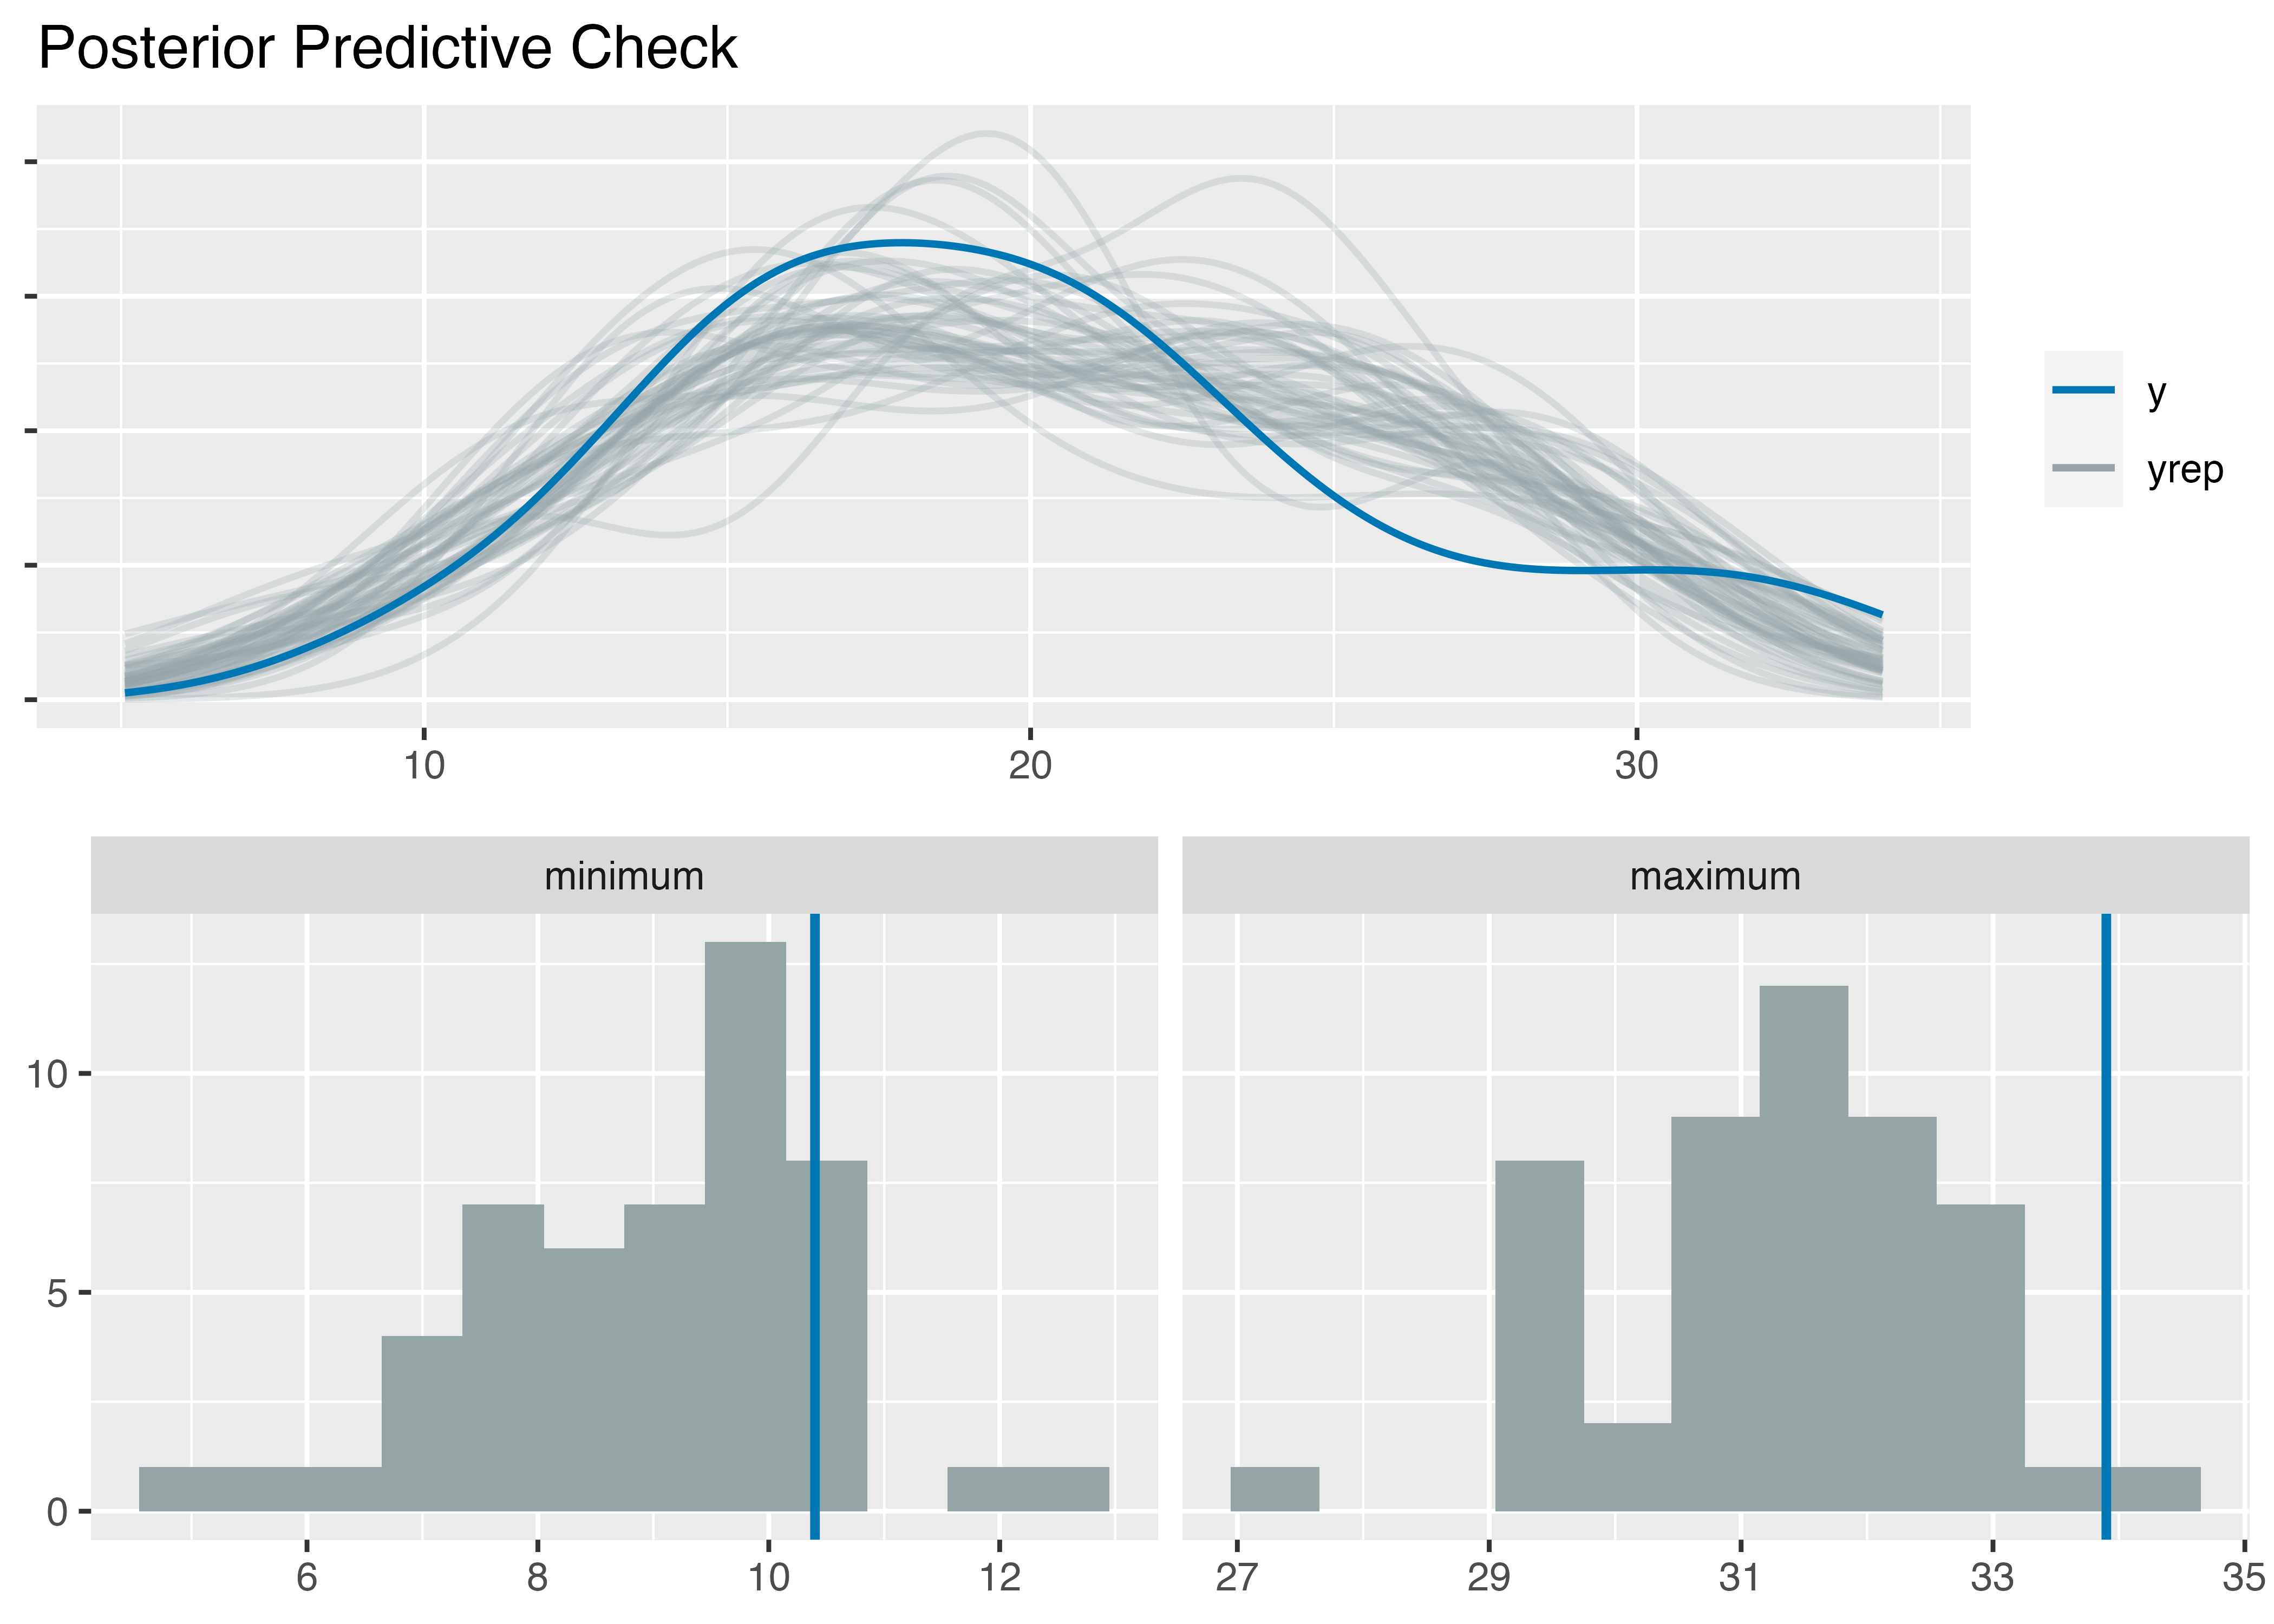 Posterior Predictive Check
y
yrep
10 20 30
minimum maximum
10
5
0
6 8 10 12 27 29 31 33 35